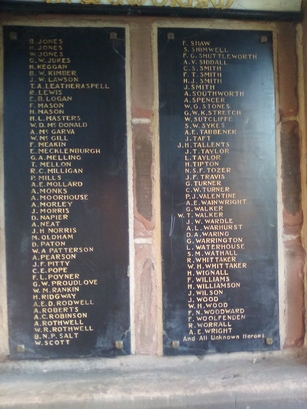 B. JONES
H. JONES
W. JONES
G. W. JUKES
H. KEGGAN
B. W. KIMBER
J. W. LAWSON
T. A. LEATHERASPELL
R. LEWIS
E. B. LOGAN
F. MASON
H. MASON
H. L. MASTERS
W. D. Mc DONALD
A. Mc GARVA
W. Mc GILL
F. MEAKIN
E. MECKLENBURGH
G. A. MELLING
T. MELLON
R. C. MILLIGAN
P. MILLS
A. E. MOLLARD
A. MONKS
A. MOORHOUSE
A. MORLEY
J. MORRIS
D. NAPIER
A. NEAT
J. H. NORRIS
M. OLDHAM
D. PATON
W. A. PATTERSON
A. PEARSON
J. F. PITTY
C. E. POPE
F. L. POYNER
G. W. PROUDLOVE
W. M. RANKIN
H. RIDGWAY
A. E. D. RODWELL
A. ROBERTS
A. C. ROBINSON
A. ROTHWELL
W. R. ROTHWELL
B. N. P. SALT
W. SCOTT
F. SHAW
S. SHIMWELL
F. G. SHUTTLEWORTH
A. V. SIDDALL
C. S. SMITH
F. T. SMITH
H. J. SMITH
J. SMITH
A. SOUTHWORTH
A. SPENCER
W. G. STONES
G. W. K. STRETCH
W. SUTCLIFFE
S. W. SYKES
A. E. TABBENER
J. TAFT
J. H. TALLENTS
J. T. TAYLOR
L. TAYLOR
H. TIPTON
N. S. F. TOZER
J. F. TRAVIS
G. TURNER
C. W. TURNER
P. J. VALENTINE
A. E. WAINWRIGHT
G. WALKER
W. T. WALKER
J. W. WARDLE
A. L. WARHURST
D. A. WARING
G. WARRINGTON
L. WATERHOUSE
S. M. WATHALL
R. WHITTAKER
W. H. WHITTAKER
H. WIGNALL
F. WILLIAMS
H. WILLIAMSON
J. WILSON
J. WOOD
W. H. WOOD
F. N. WOODWARD
F. WOOLFENDEN
R. WORRALL
A. E. WRIGHT
And All Unknown Heroes